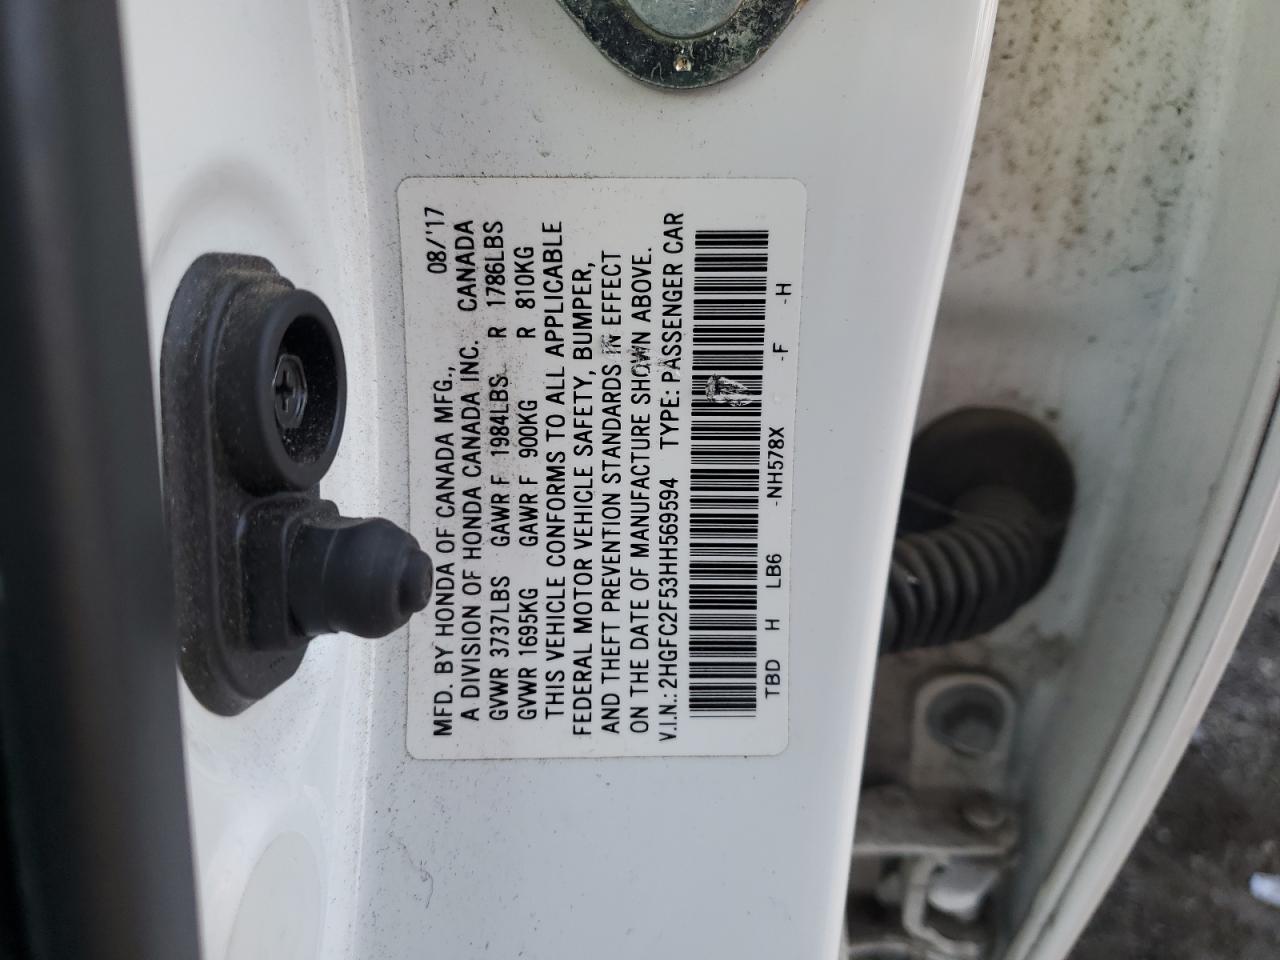 MFD. BY HONDA OF CANADA MFG., 08/'17
A DIVISION OF HONDA CANADA INC. CANADA
GVWR 3737LBS GAWR F 1984LBS R 1786LBS
GVWR 1695KG GAWR F 900KG R 810KG
THIS VEHICLE CONFORMS TO ALL APPLICABLE
FEDERAL MOTOR VEHICLE SAFETY, BUMPER,
AND THEFT PREVENTION STANDARDS IN EFFECT
ON THE DATE OF MANUFACTURE SHOWN ABOVE.
V.I.N.: 2HGFC2F53HH569594 TYPE: PASSENGER CAR
TBD H LB6 -NH578X -F -H